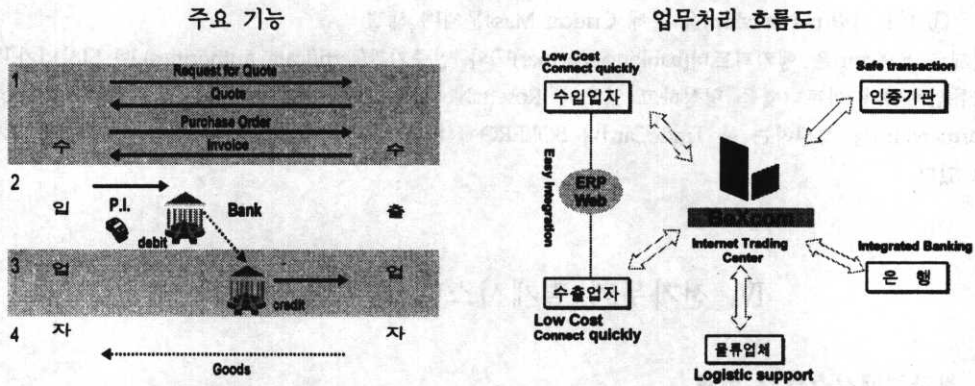 주요 기능
1
Request for Quote
Quote
Purchase Order
Invoice
수
수
2
P.I.
입
Bank
출
debit
3
업
업
credit
4
자
자
Goods
업무처리 흐름도
Low Cost
Connect quickly
수입업자
Safe transaction
인증기관
Easy Integration
ERP
Web
BeXcom
Internet Trading
Center
Integrated Banking
은 행
수출업자
Low Cost
Connect quickly
물류업체
Logistic support